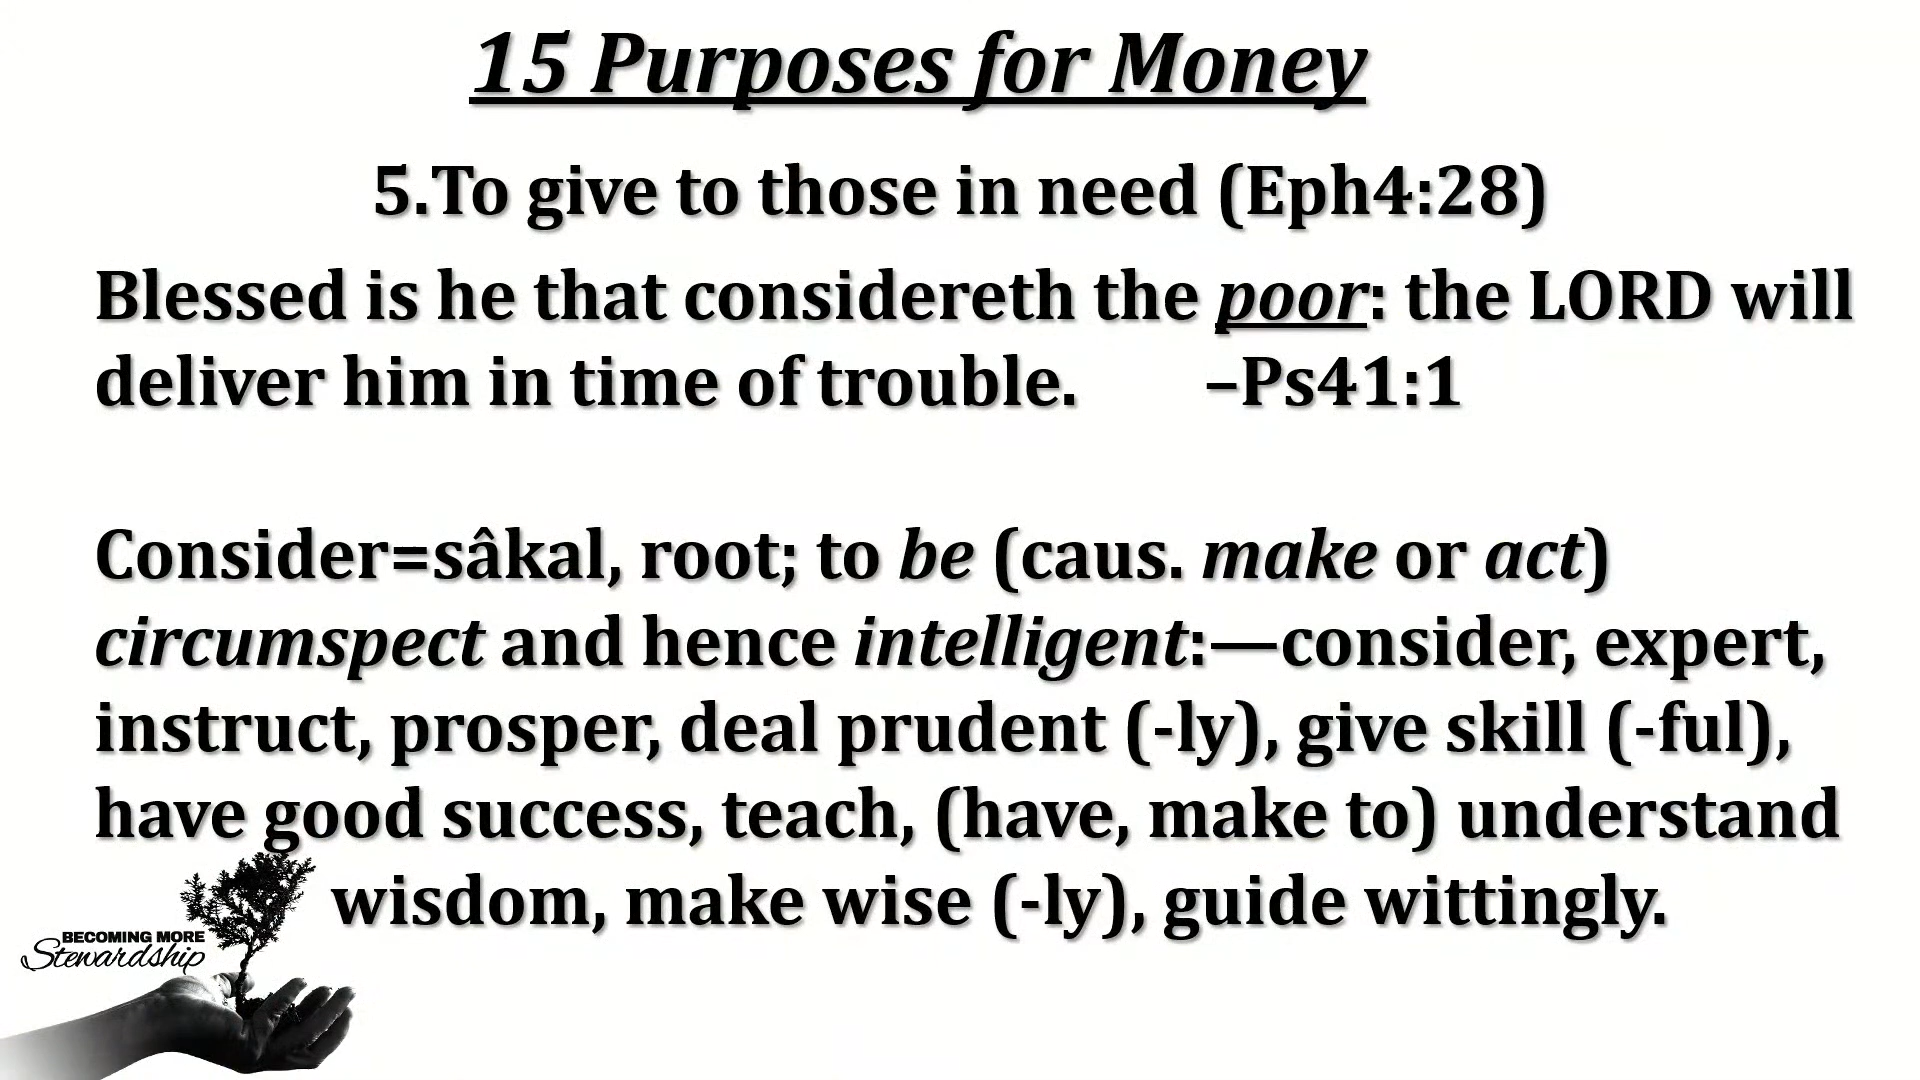 15 Purposes for Money
5.To give to those in need (Eph4:28)
Blessed is he that considereth the poor: the LORD will
deliver him in time of trouble. –Ps41:1
Consider=sâkal, root; to be (caus. make or act)
circumspect and hence intelligent:—consider, expert,
instruct, prosper, deal prudent (-ly), give skill (-ful),
have good success, teach, (have, make to) understand
wisdom, make wise (-ly), guide wittingly.
BECOMING MORE
Stewardship